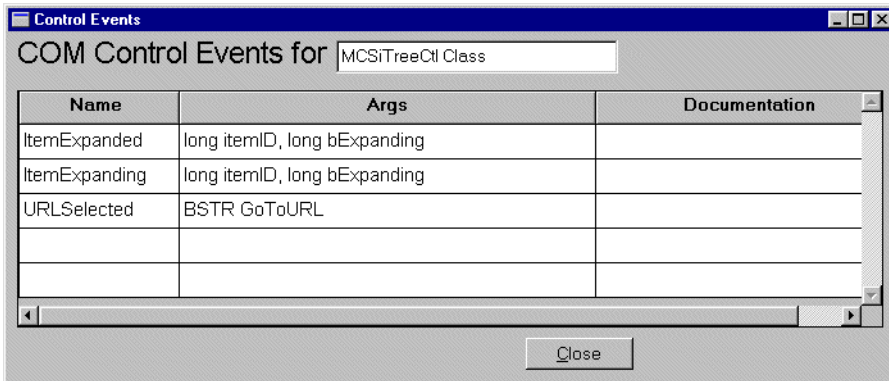 Control Events
COM Control Events for MCSiTreeCtl Class
Name Args Documentation
ItemExpanded long itemID, long bExpanding
ItemExpanding long itemID, long bExpanding
URLSelected BSTR GoToURL
Close